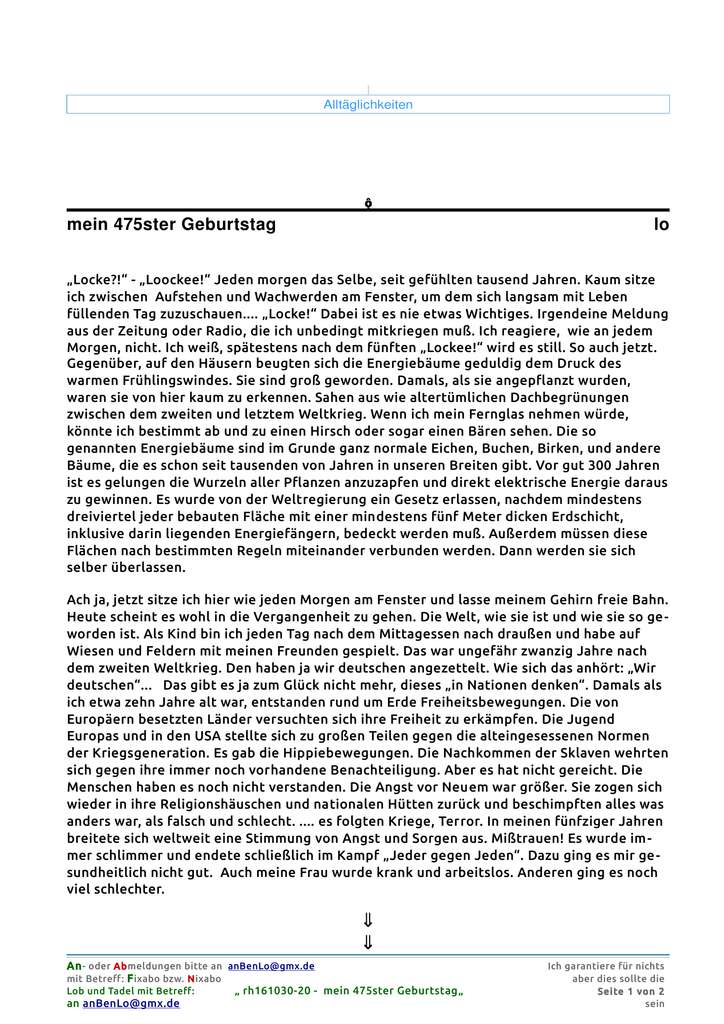 Alltäglichkeiten
mein 475ster Geburtstag lo
„Locke?!“ - „Loockee!“ Jeden morgen das Selbe, seit gefühlten tausend Jahren. Kaum sitze
ich zwischen Aufstehen und Wachwerden am Fenster, um dem sich langsam mit Leben
füllenden Tag zuzuschauen.... „Locke!“ Dabei ist es nie etwas Wichtiges. Irgendeine Meldung
aus der Zeitung oder Radio, die ich unbedingt mitkriegen muß. Ich reagiere, wie an jedem
Morgen, nicht. Ich weiß, spätestens nach dem fünften „Lockee!“ wird es still. So auch jetzt.
Gegenüber, auf den Häusern beugten sich die Energiebäume geduldig dem Druck des
warmen Frühlingswindes. Sie sind groß geworden. Damals, als sie angepflanzt wurden,
waren sie von hier kaum zu erkennen. Sahen aus wie altertümlichen Dachbegrünungen
zwischen dem zweiten und letztem Weltkrieg. Wenn ich mein Fernglas nehmen würde,
könnte ich bestimmt ab und zu einen Hirsch oder sogar einen Bären sehen. Die so
genannten Energiebäume sind im Grunde ganz normale Eichen, Buchen, Birken, und andere
Bäume, die es schon seit tausenden von Jahren in unseren Breiten gibt. Vor gut 300 Jahren
ist es gelungen die Wurzeln aller Pflanzen anzuzapfen und direkt elektrische Energie daraus
zu gewinnen. Es wurde von der Weltregierung ein Gesetz erlassen, nachdem mindestens
dreiviertel jeder bebauten Fläche mit einer mindestens fünf Meter dicken Erdschicht,
inklusive darin liegenden Energiefängern, bedeckt werden muß. Außerdem müssen diese
Flächen nach bestimmten Regeln miteinander verbunden werden. Dann werden sie sich
selber überlassen.
Ach ja, jetzt sitze ich hier wie jeden Morgen am Fenster und lasse meinem Gehirn freie Bahn.
Heute scheint es wohl in die Vergangenheit zu gehen. Die Welt, wie sie ist und wie sie so ge-
worden ist. Als Kind bin ich jeden Tag nach dem Mittagessen nach draußen und habe auf
Wiesen und Feldern mit meinen Freunden gespielt. Das war ungefähr zwanzig Jahre nach
dem zweiten Weltkrieg. Den haben ja wir deutschen angezettelt. Wie sich das anhört: „Wir
deutschen“... Das gibt es ja zum Glück nicht mehr, dieses „in Nationen denken“. Damals als
ich etwa zehn Jahre alt war, entstanden rund um Erde Freiheitsbewegungen. Die von
Europäern besetzten Länder versuchten sich ihre Freiheit zu erkämpfen. Die Jugend
Europas und in den USA stellte sich zu großen Teilen gegen die alteingesessenen Normen
der Kriegsgeneration. Es gab die Hippiebewegungen. Die Nachkommen der Sklaven wehrten
sich gegen ihre immer noch vorhandene Benachteiligung. Aber es hat nicht gereicht. Die
Menschen haben es noch nicht verstanden. Die Angst vor Neuem war größer. Sie zogen sich
wieder in ihre Religionshäuschen und nationalen Hütten zurück und beschimpften alles was
anders war, als falsch und schlecht. .... es folgten Kriege, Terror. In meinen fünfziger Jahren
breitete sich weltweit eine Stimmung von Angst und Sorgen aus. Mißtrauen! Es wurde im-
mer schlimmer und endete schließlich im Kampf „Jeder gegen Jeden“. Dazu ging es mir ge-
sundheitlich nicht gut. Auch meine Frau wurde krank und arbeitslos. Anderen ging es noch
viel schlechter.
⇓
⇓
An- oder Abmeldungen bitte an anBenLo@gmx.de Ich garantiere für nichts
mit Betreff: Fixabo bzw. Nixabo aber dies sollte die
Lob und Tadel mit Betreff: „ rh161030-20 - mein 475ster Geburtstag„ Seite 1 von 2
an anBenLo@gmx.de sein